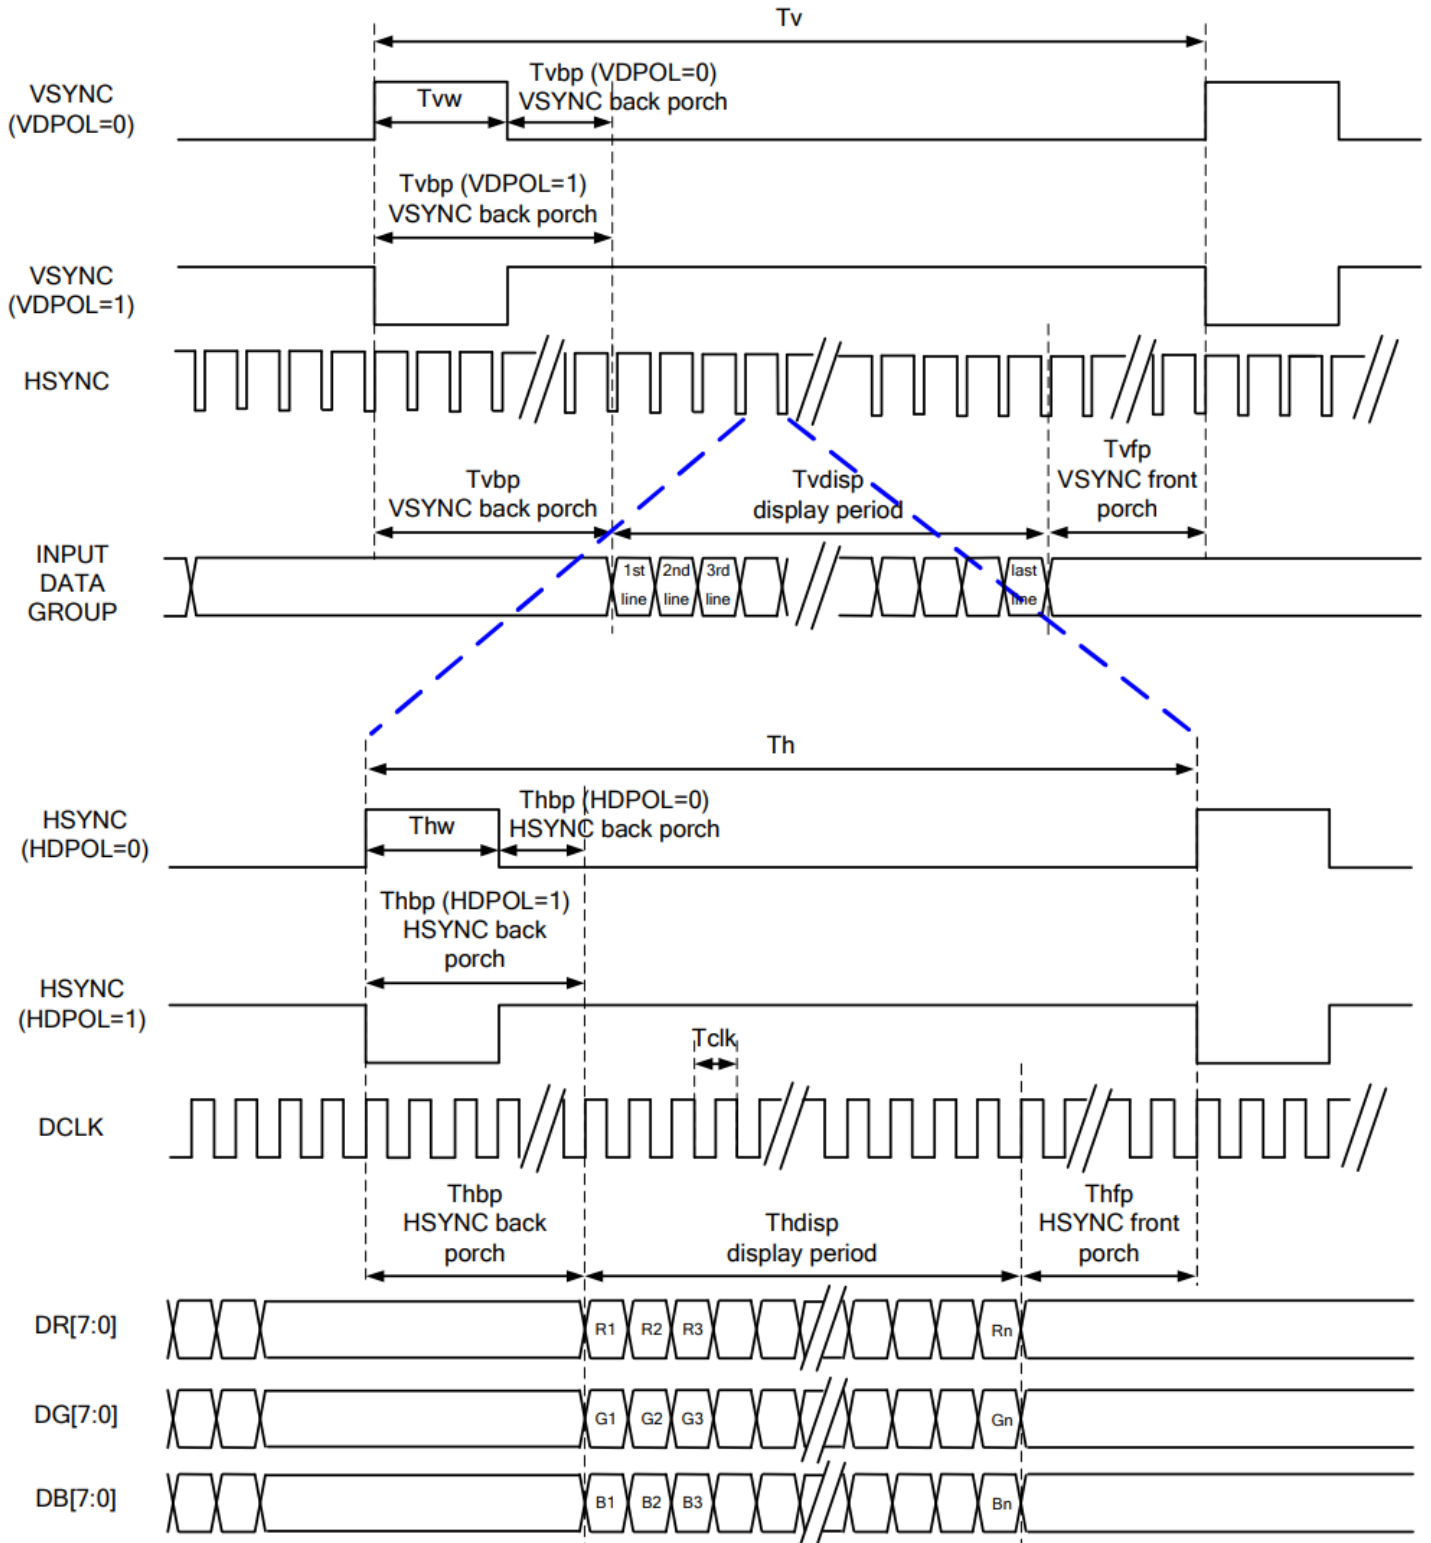 Tv
VSYNC
(VDPOL=0)
Tvw
Tvbp (VDPOL=0)
VSYNC back porch
Tvbp (VDPOL=1)
VSYNC back porch
VSYNC
(VDPOL=1)
HSYNC
Tvbp
VSYNC back porch
Tvdisp
display period
Tvfp
VSYNC front
porch
INPUT
DATA
GROUP
1st
line
2nd
line
3rd
line
last
line
Th
HSYNC
(HDPOL=0)
Thw
Thbp (HDPOL=0)
HSYNC back porch
Thbp (HDPOL=1)
HSYNC back
porch
HSYNC
(HDPOL=1)
Tclk
DCLK
Thbp
HSYNC back
porch
Thdisp
display period
Thfp
HSYNC front
porch
DR[7:0]
R1 R2 R3 Rn
DG[7:0]
G1 G2 G3 Gn
DB[7:0]
B1 B2 B3 Bn